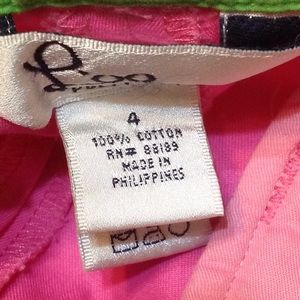 4
100% COTTON
RN# 88189
MADE IN
PHILIPPINES